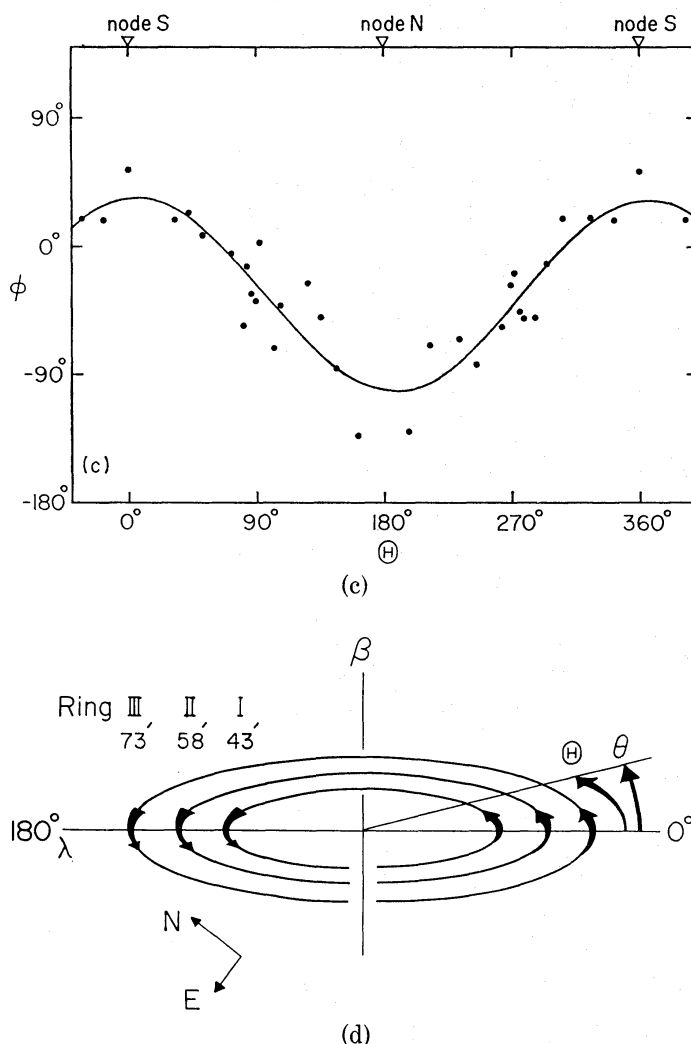 node S node N node S
90°
0°
φ
-90°
(c)
-180°
0° 90° 180° 270° 360°
Ⓗ
(c)
β
Ring Ⅲ Ⅱ Ⅰ
73′ 58′ 43′
Ⓗ θ
180° 0°
λ
N
E
(d)